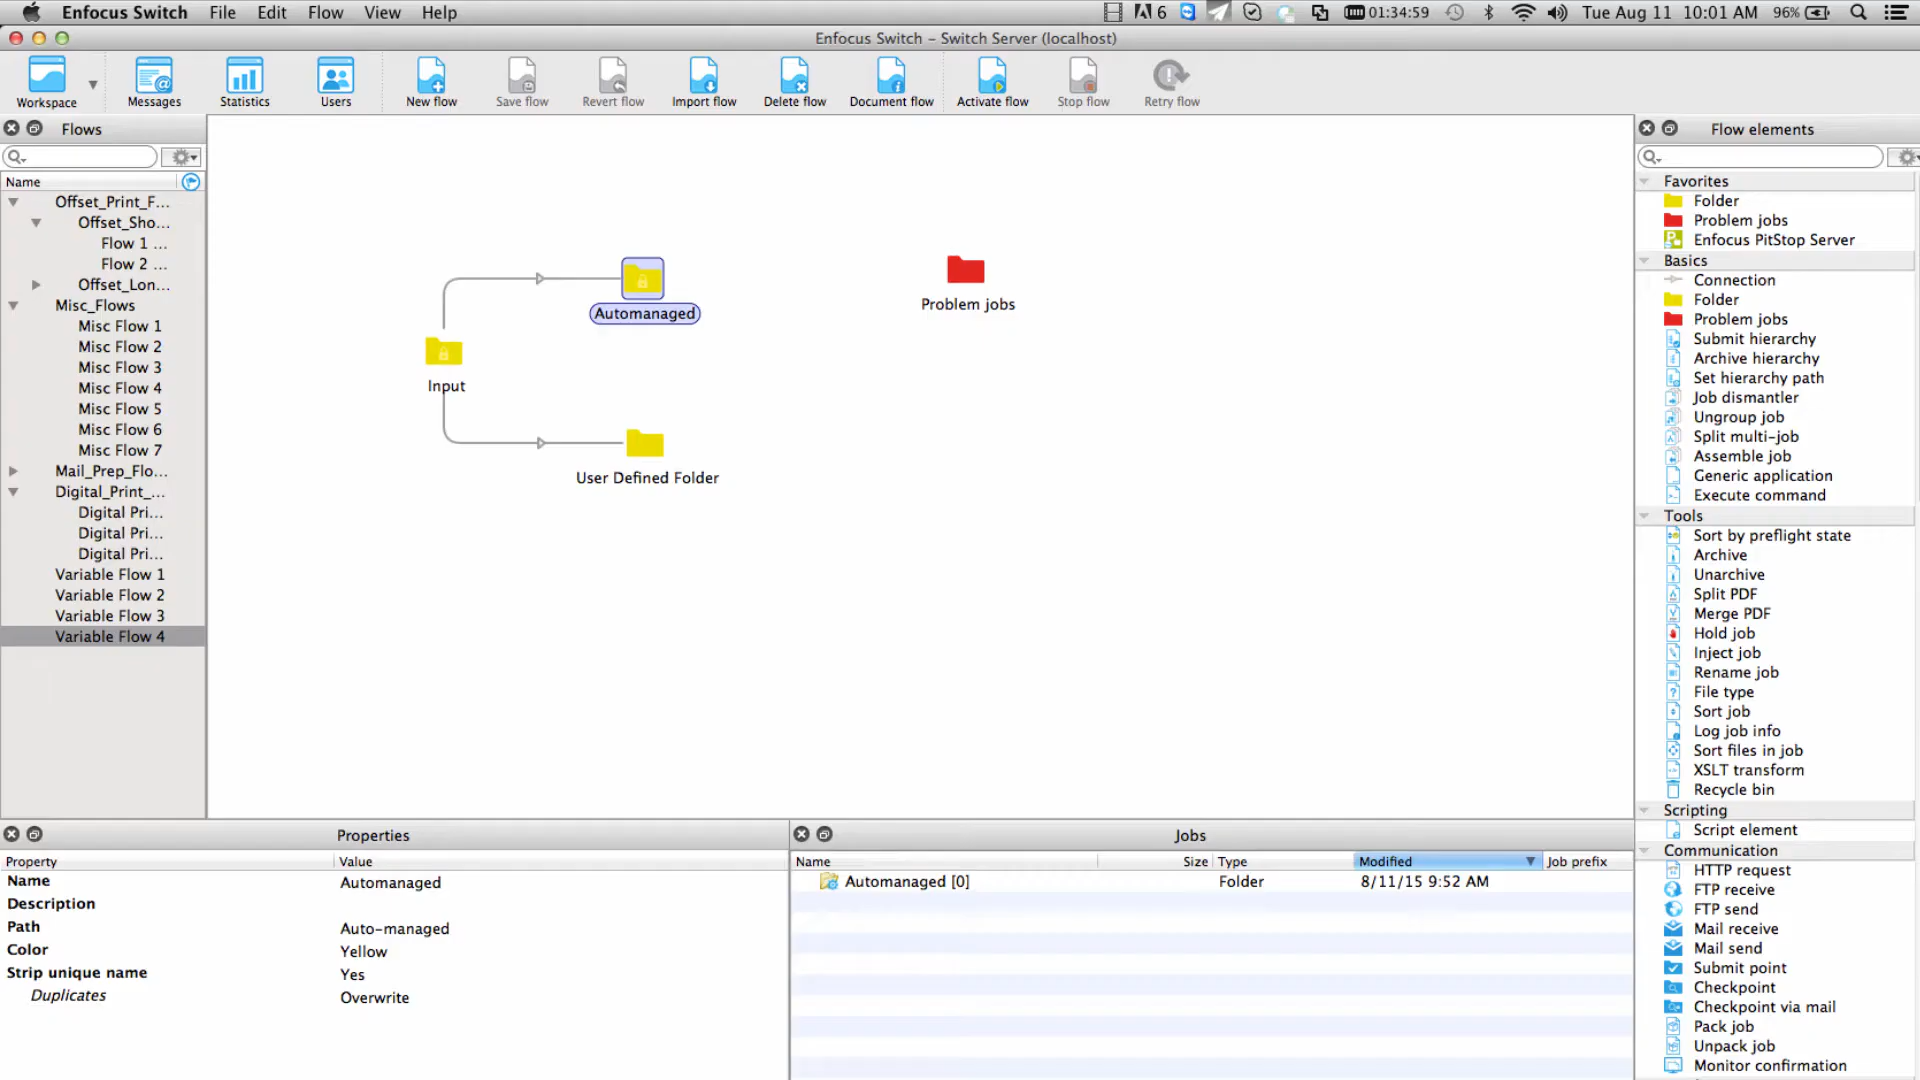 Enfocus Switch File Edit Flow View Help 6 01:34:59 Tue Aug 11 10:01 AM 96%
Enfocus Switch – Switch Server (localhost)
Workspace Messages Statistics Users New flow Save flow Revert flow Import flow Delete flow Document flow Activate flow Stop flow Retry flow
Flows
Name
Offset_Print_F...
Offset_Sho...
Flow 1 ...
Flow 2 ...
Offset_Lon...
Misc_Flows
Misc Flow 1
Misc Flow 2
Misc Flow 3
Misc Flow 4
Misc Flow 5
Misc Flow 6
Misc Flow 7
Mail_Prep_Flo...
Digital_Print_...
Digital Pri...
Digital Pri...
Digital Pri...
Variable Flow 1
Variable Flow 2
Variable Flow 3
Variable Flow 4
Automanaged
Problem jobs
Input
User Defined Folder
Flow elements
Favorites
Folder
Problem jobs
Enfocus PitStop Server
Basics
Connection
Folder
Problem jobs
Submit hierarchy
Archive hierarchy
Set hierarchy path
Job dismantler
Ungroup job
Split multi-job
Assemble job
Generic application
Execute command
Tools
Sort by preflight state
Archive
Unarchive
Split PDF
Merge PDF
Hold job
Inject job
Rename job
File type
Sort job
Log job info
Sort files in job
XSLT transform
Recycle bin
Scripting
Script element
Communication
HTTP request
FTP receive
FTP send
Mail receive
Mail send
Submit point
Checkpoint
Checkpoint via mail
Pack job
Unpack job
Monitor confirmation
Properties
Property Value
Name Automanaged
Description
Path Auto-managed
Color Yellow
Strip unique name Yes
Duplicates Overwrite
Jobs
Name Size Type Modified Job prefix
Automanaged [0] Folder 8/11/15 9:52 AM